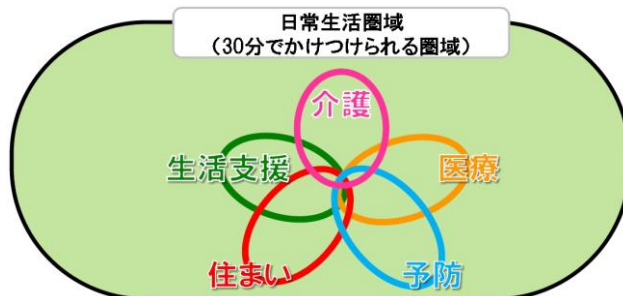 日常生活圏域
（30分でかけつけられる圏域）
介護
生活支援
医療
住まい
予防